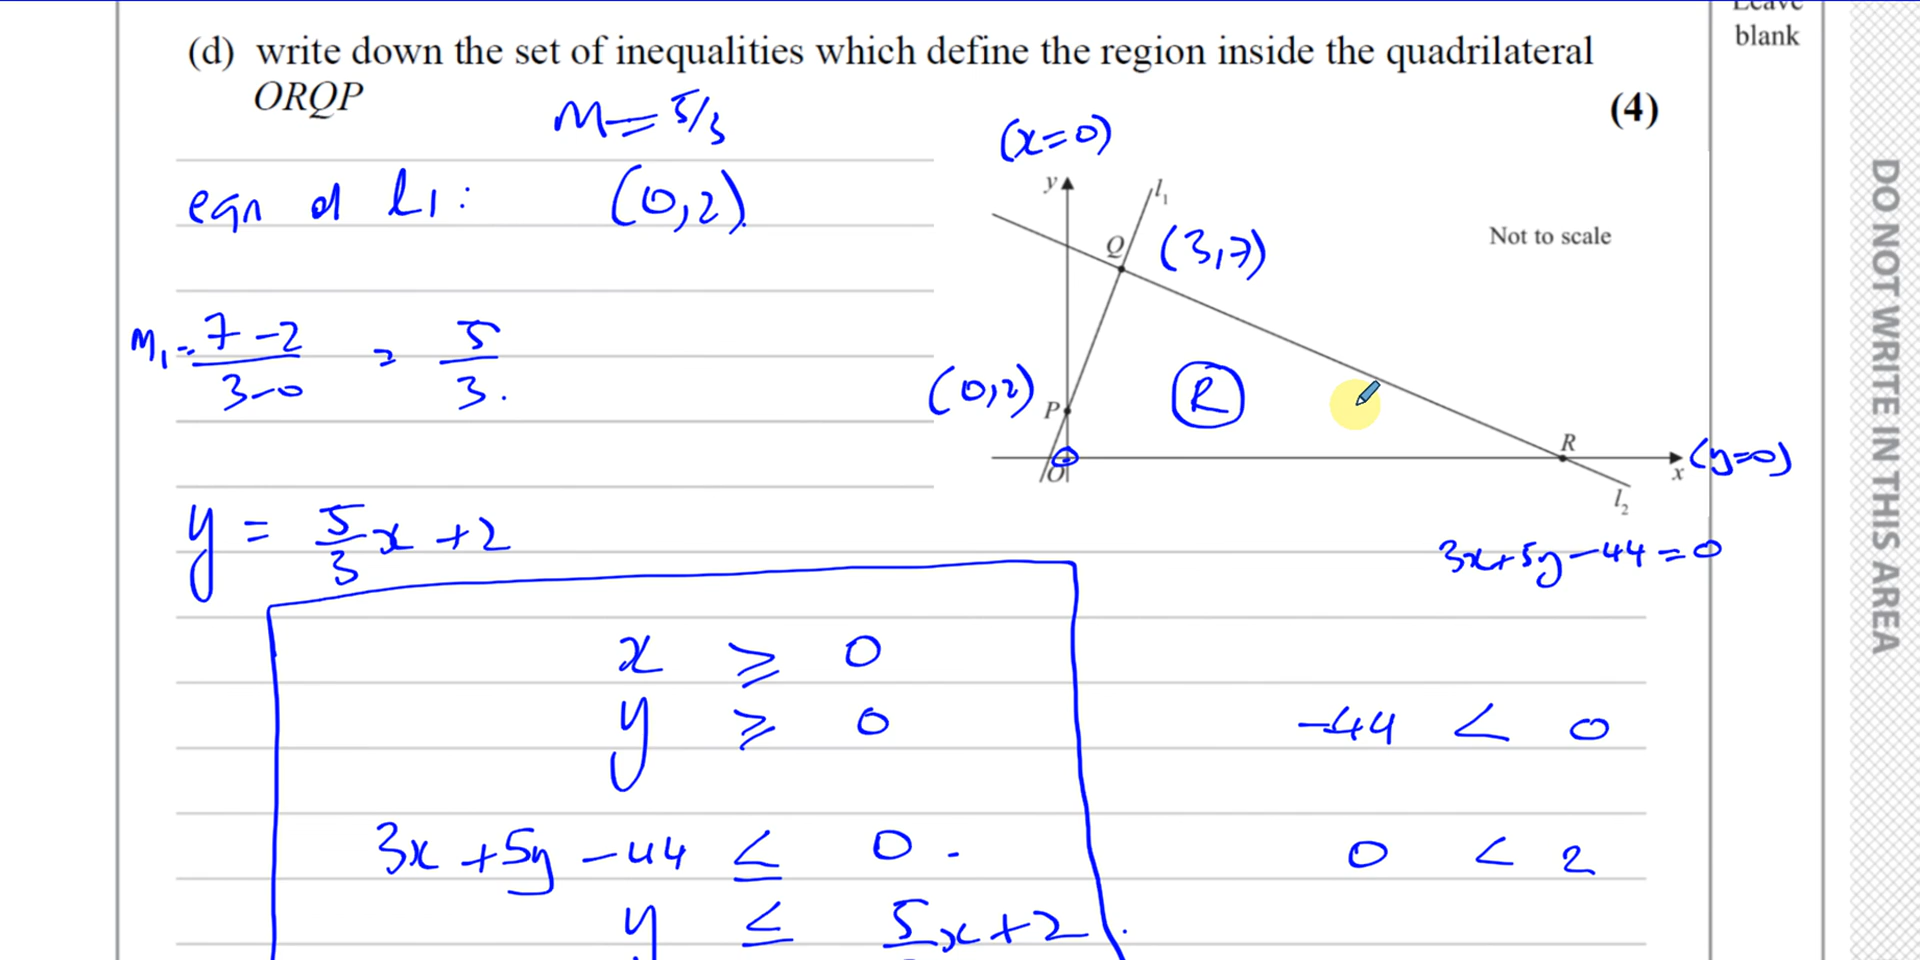 Leave
blank
(d) write down the set of inequalities which define the region inside the quadrilateral
ORQP
(4)
M = 5/3
(x=0)
eqn of l1:
(0,2).
y
l1
Q
(3,7)
Not to scale
M1 = 7-2 / 3-0 = 5/3.
(0,2)
P
R
R
O
x
(y=0)
l2
y = 5/3 x + 2
3x+5y-44=0
x ≥ 0
y ≥ 0
-44 < 0
3x+5y-44 ≤ 0.
0 < 2
y ≤ 5x+2.
DO NOT WRITE IN THIS AREA